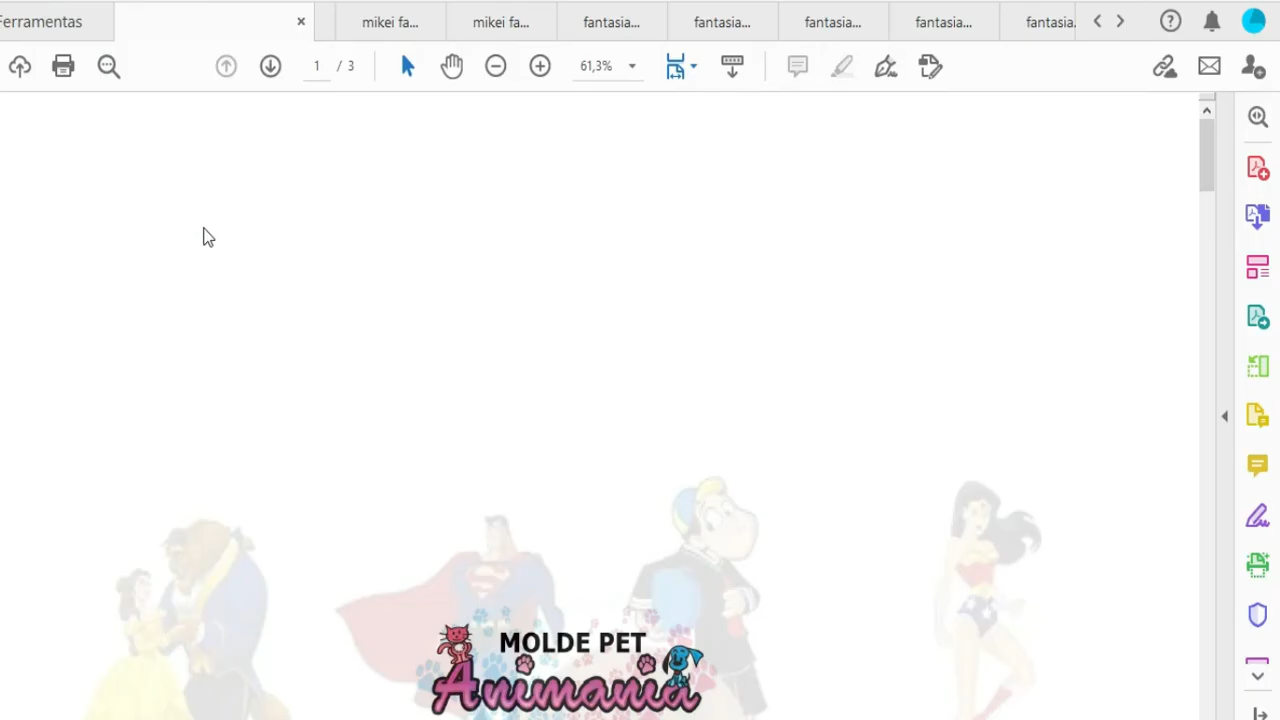 Ferramentas
mikei fa...
mikei fa...
fantasia...
fantasia...
fantasia...
fantasia...
fantasia.
1 / 3
61,3%
MOLDE PET
Animania